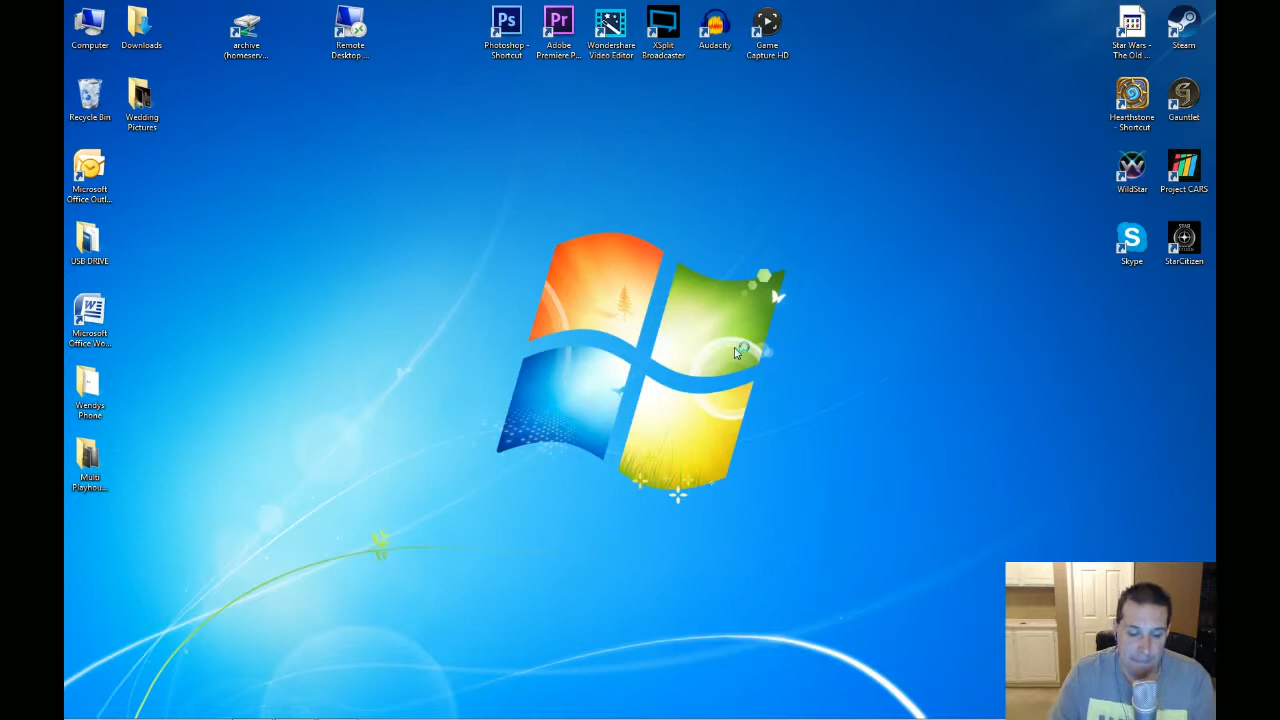 Computer
Downloads
archive
(homeserv...
Remote
Desktop ...
Photoshop -
Shortcut
Adobe
Premiere P...
Wondershare
Video Editor
XSplit
Broadcaster
Audacity
Game
Capture HD
Star Wars -
The Old ...
Steam
Recycle Bin
Wedding
Pictures
Hearthstone
- Shortcut
Gauntlet
Microsoft
Office Outl...
WildStar
Project CARS
USB DRIVE
Skype
StarCitizen
Microsoft
Office Wo...
Wendys
Phone
Multi
Playhou...
Ps
Pr